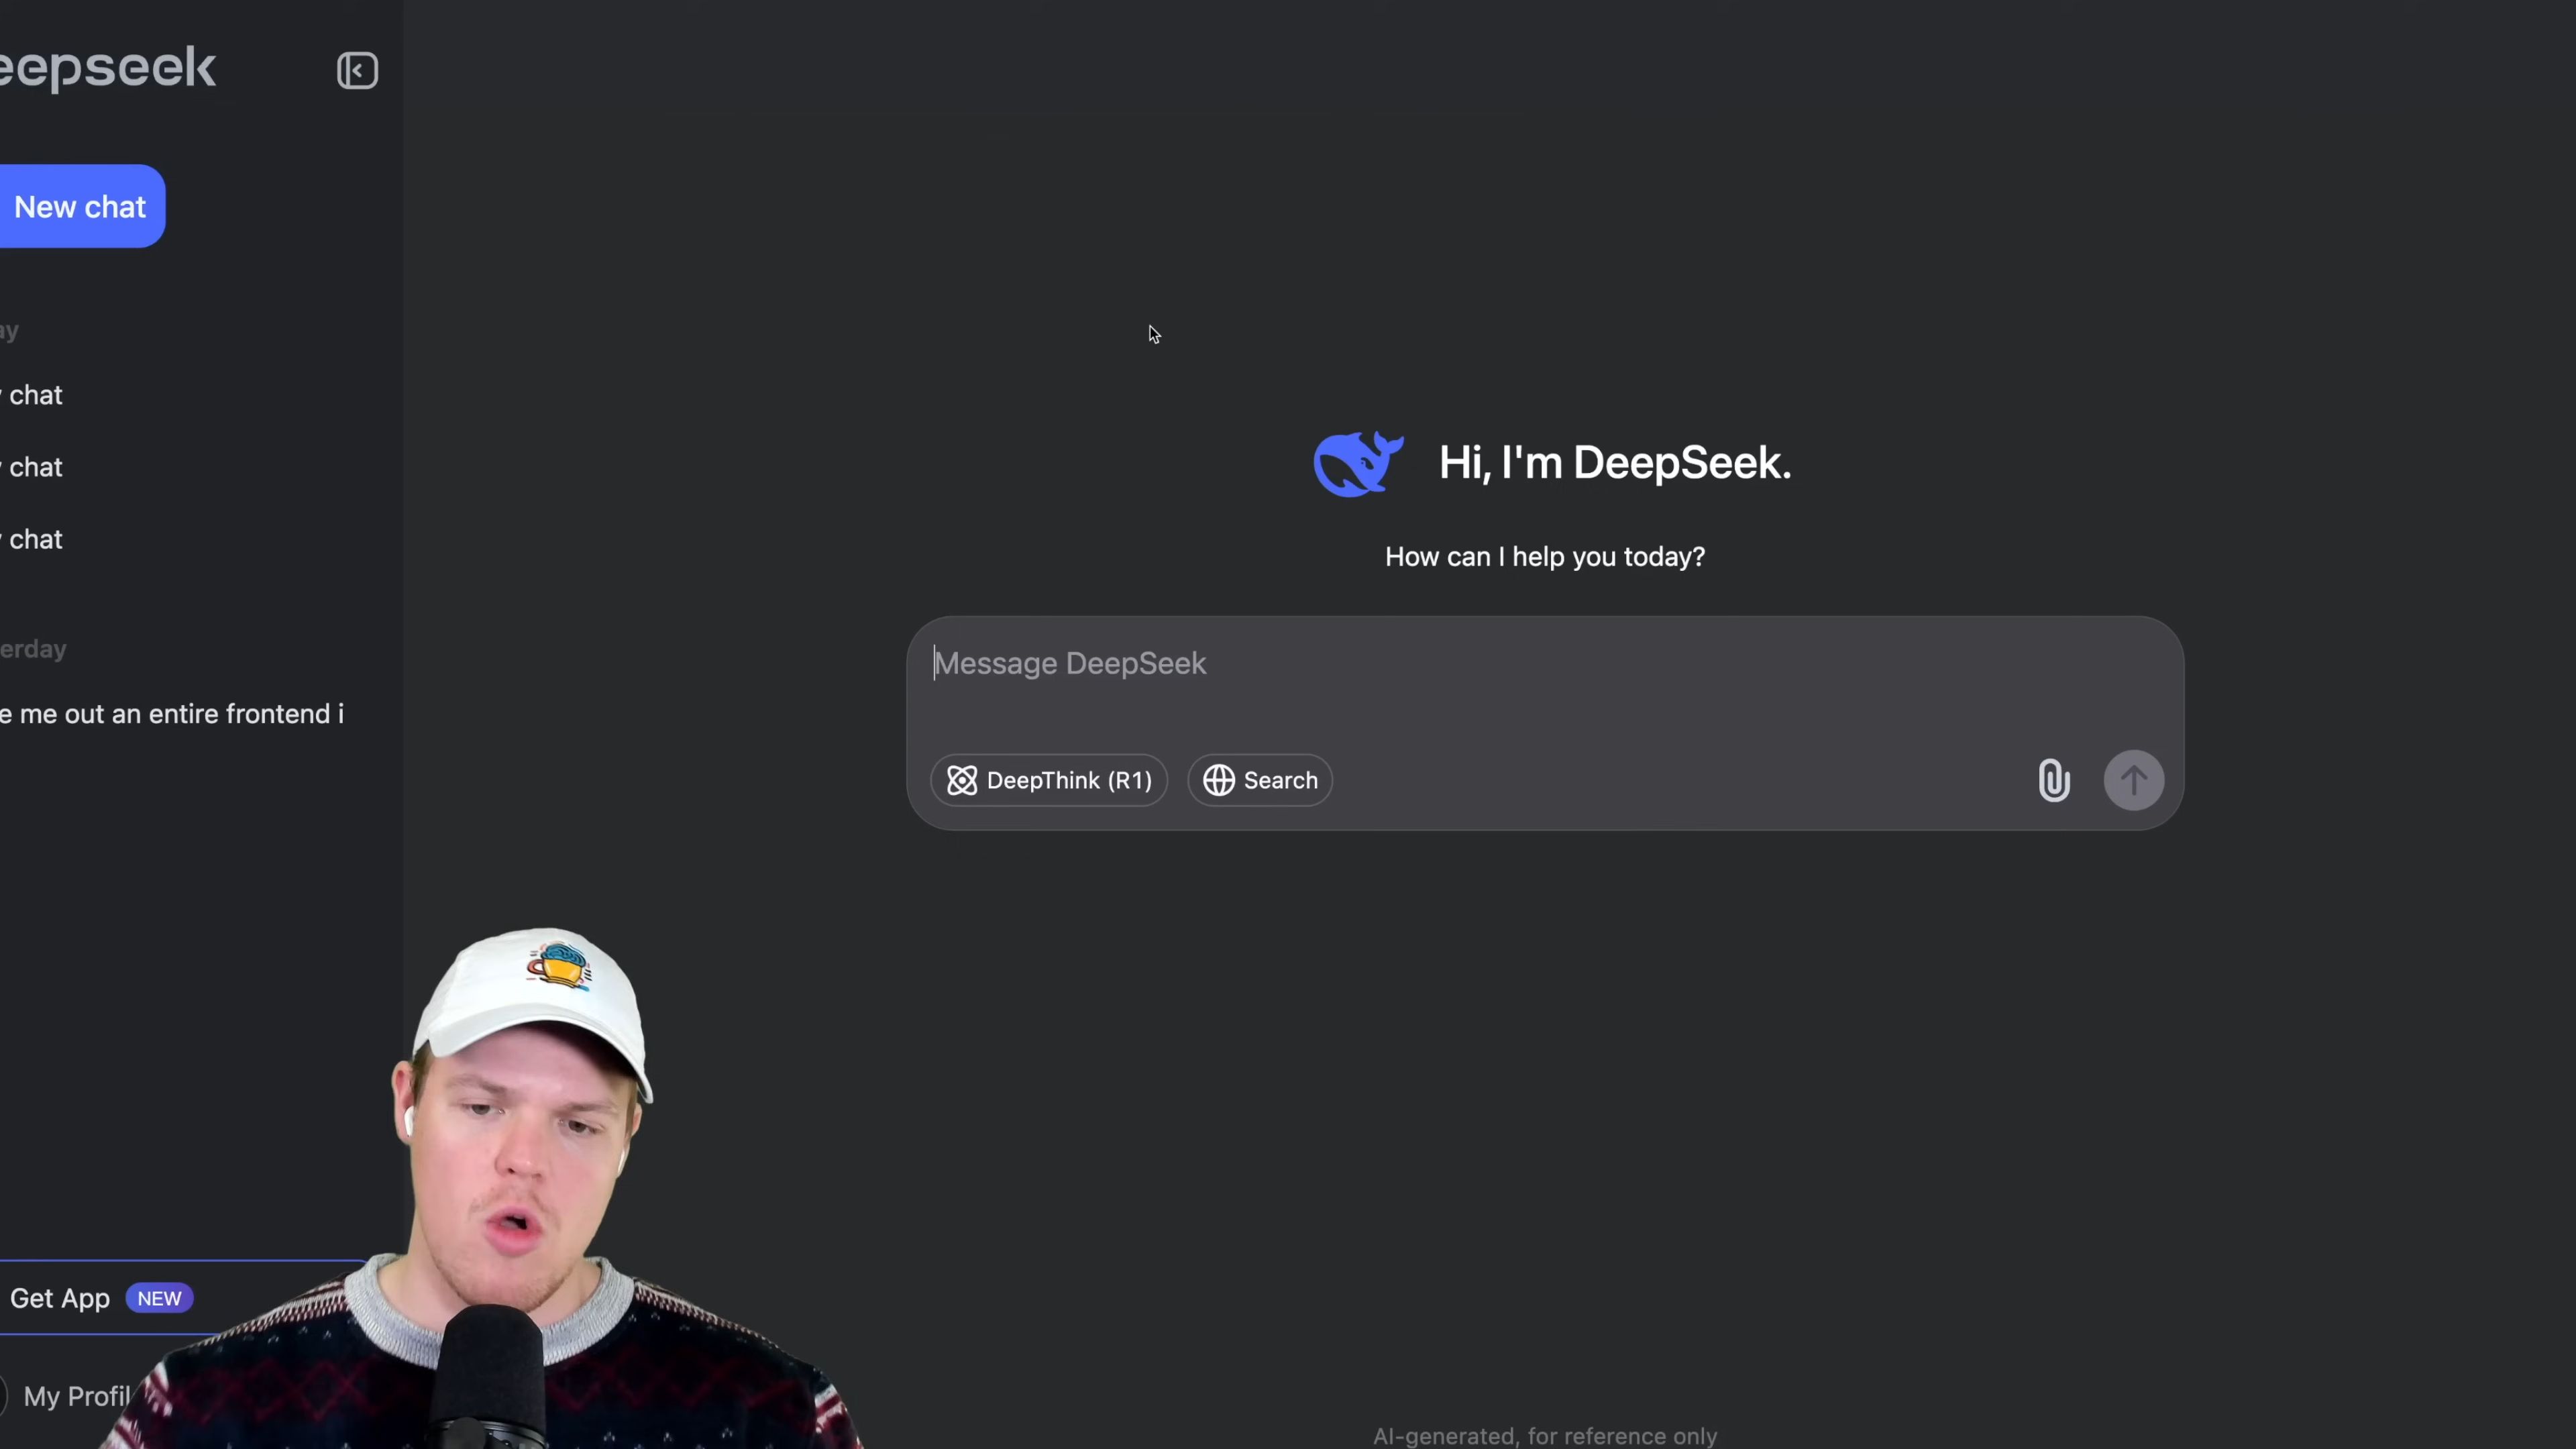 eepseek
New chat
ay
chat
chat
chat
erday
e me out an entire frontend i
Get App NEW
My Profil
Hi, I'm DeepSeek.
How can I help you today?
Message DeepSeek
DeepThink (R1) Search
AI-generated, for reference only